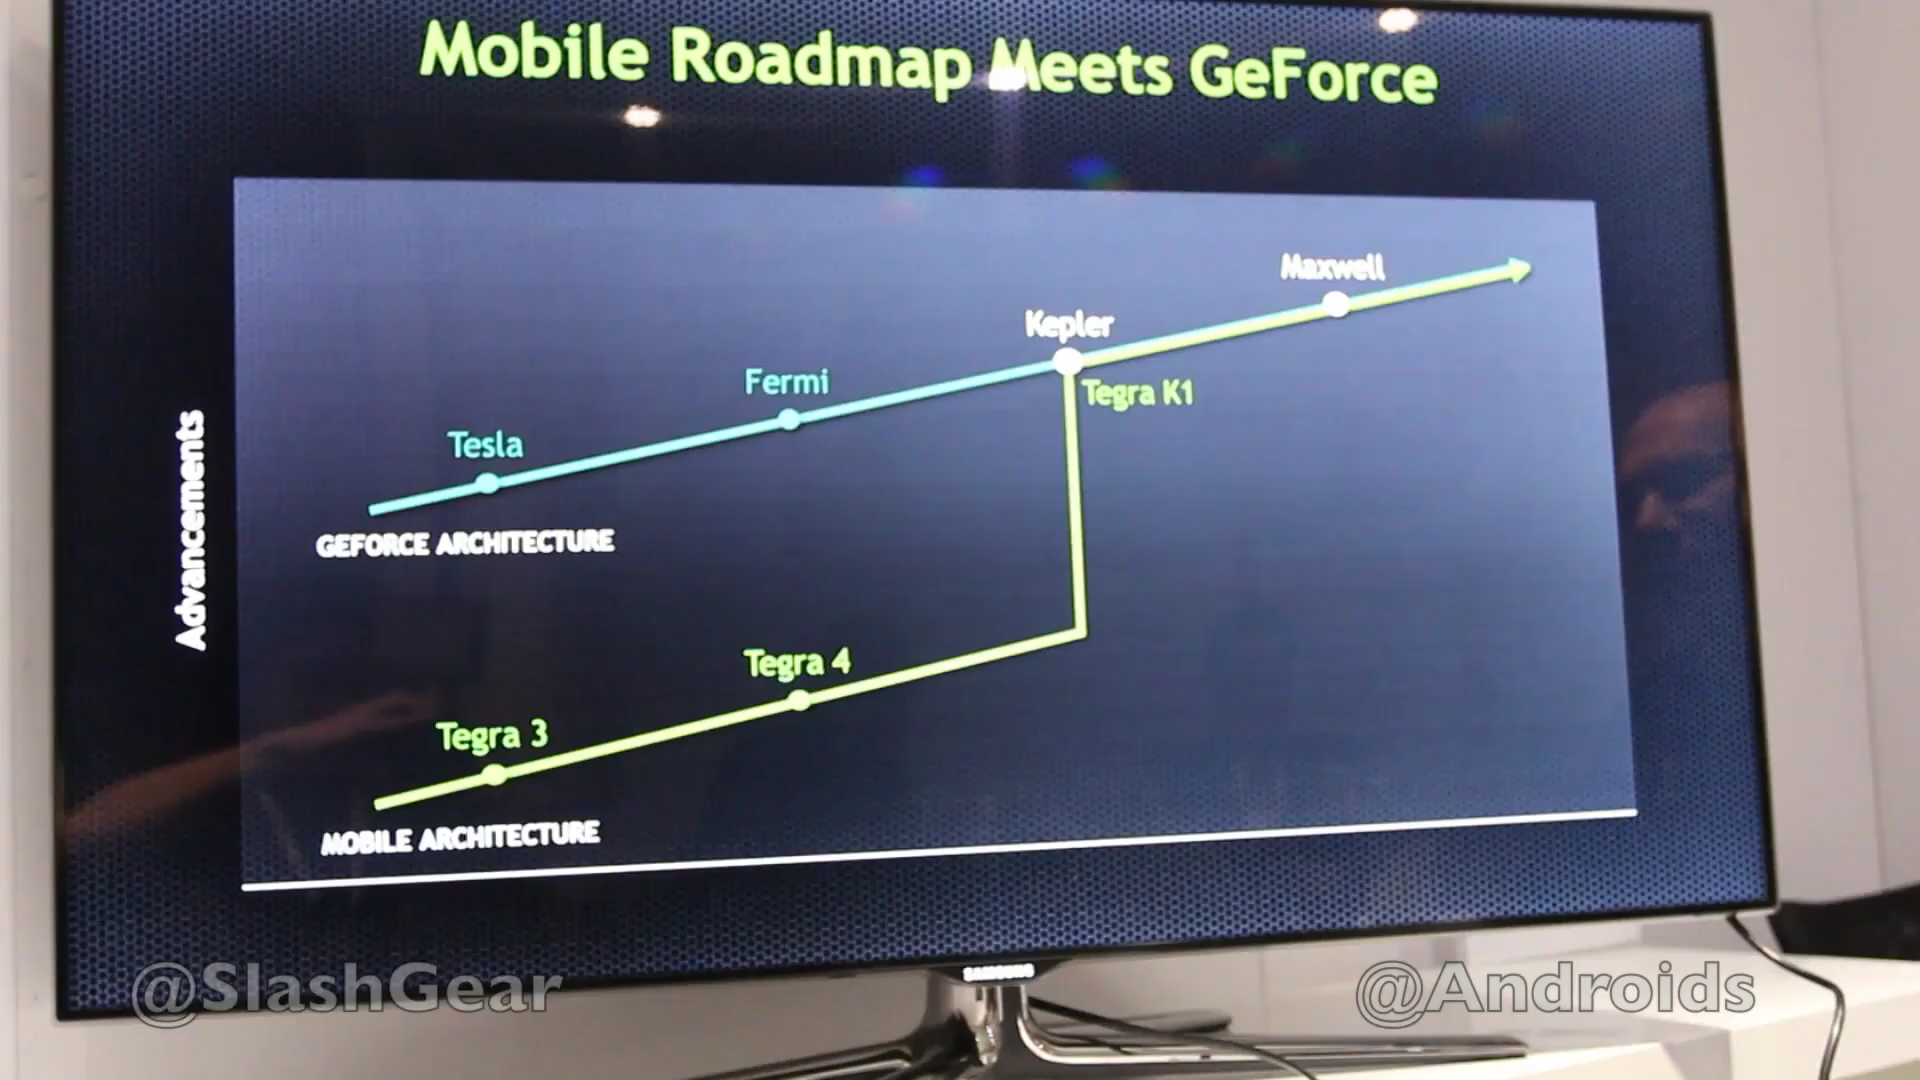 Mobile Roadmap Meets GeForce
Maxwell
Kepler
Tegra K1
Fermi
Tesla
GEFORCE ARCHITECTURE
Advancements
Tegra 4
Tegra 3
MOBILE ARCHITECTURE
SAMSUNG
@SlashGear
@Androids